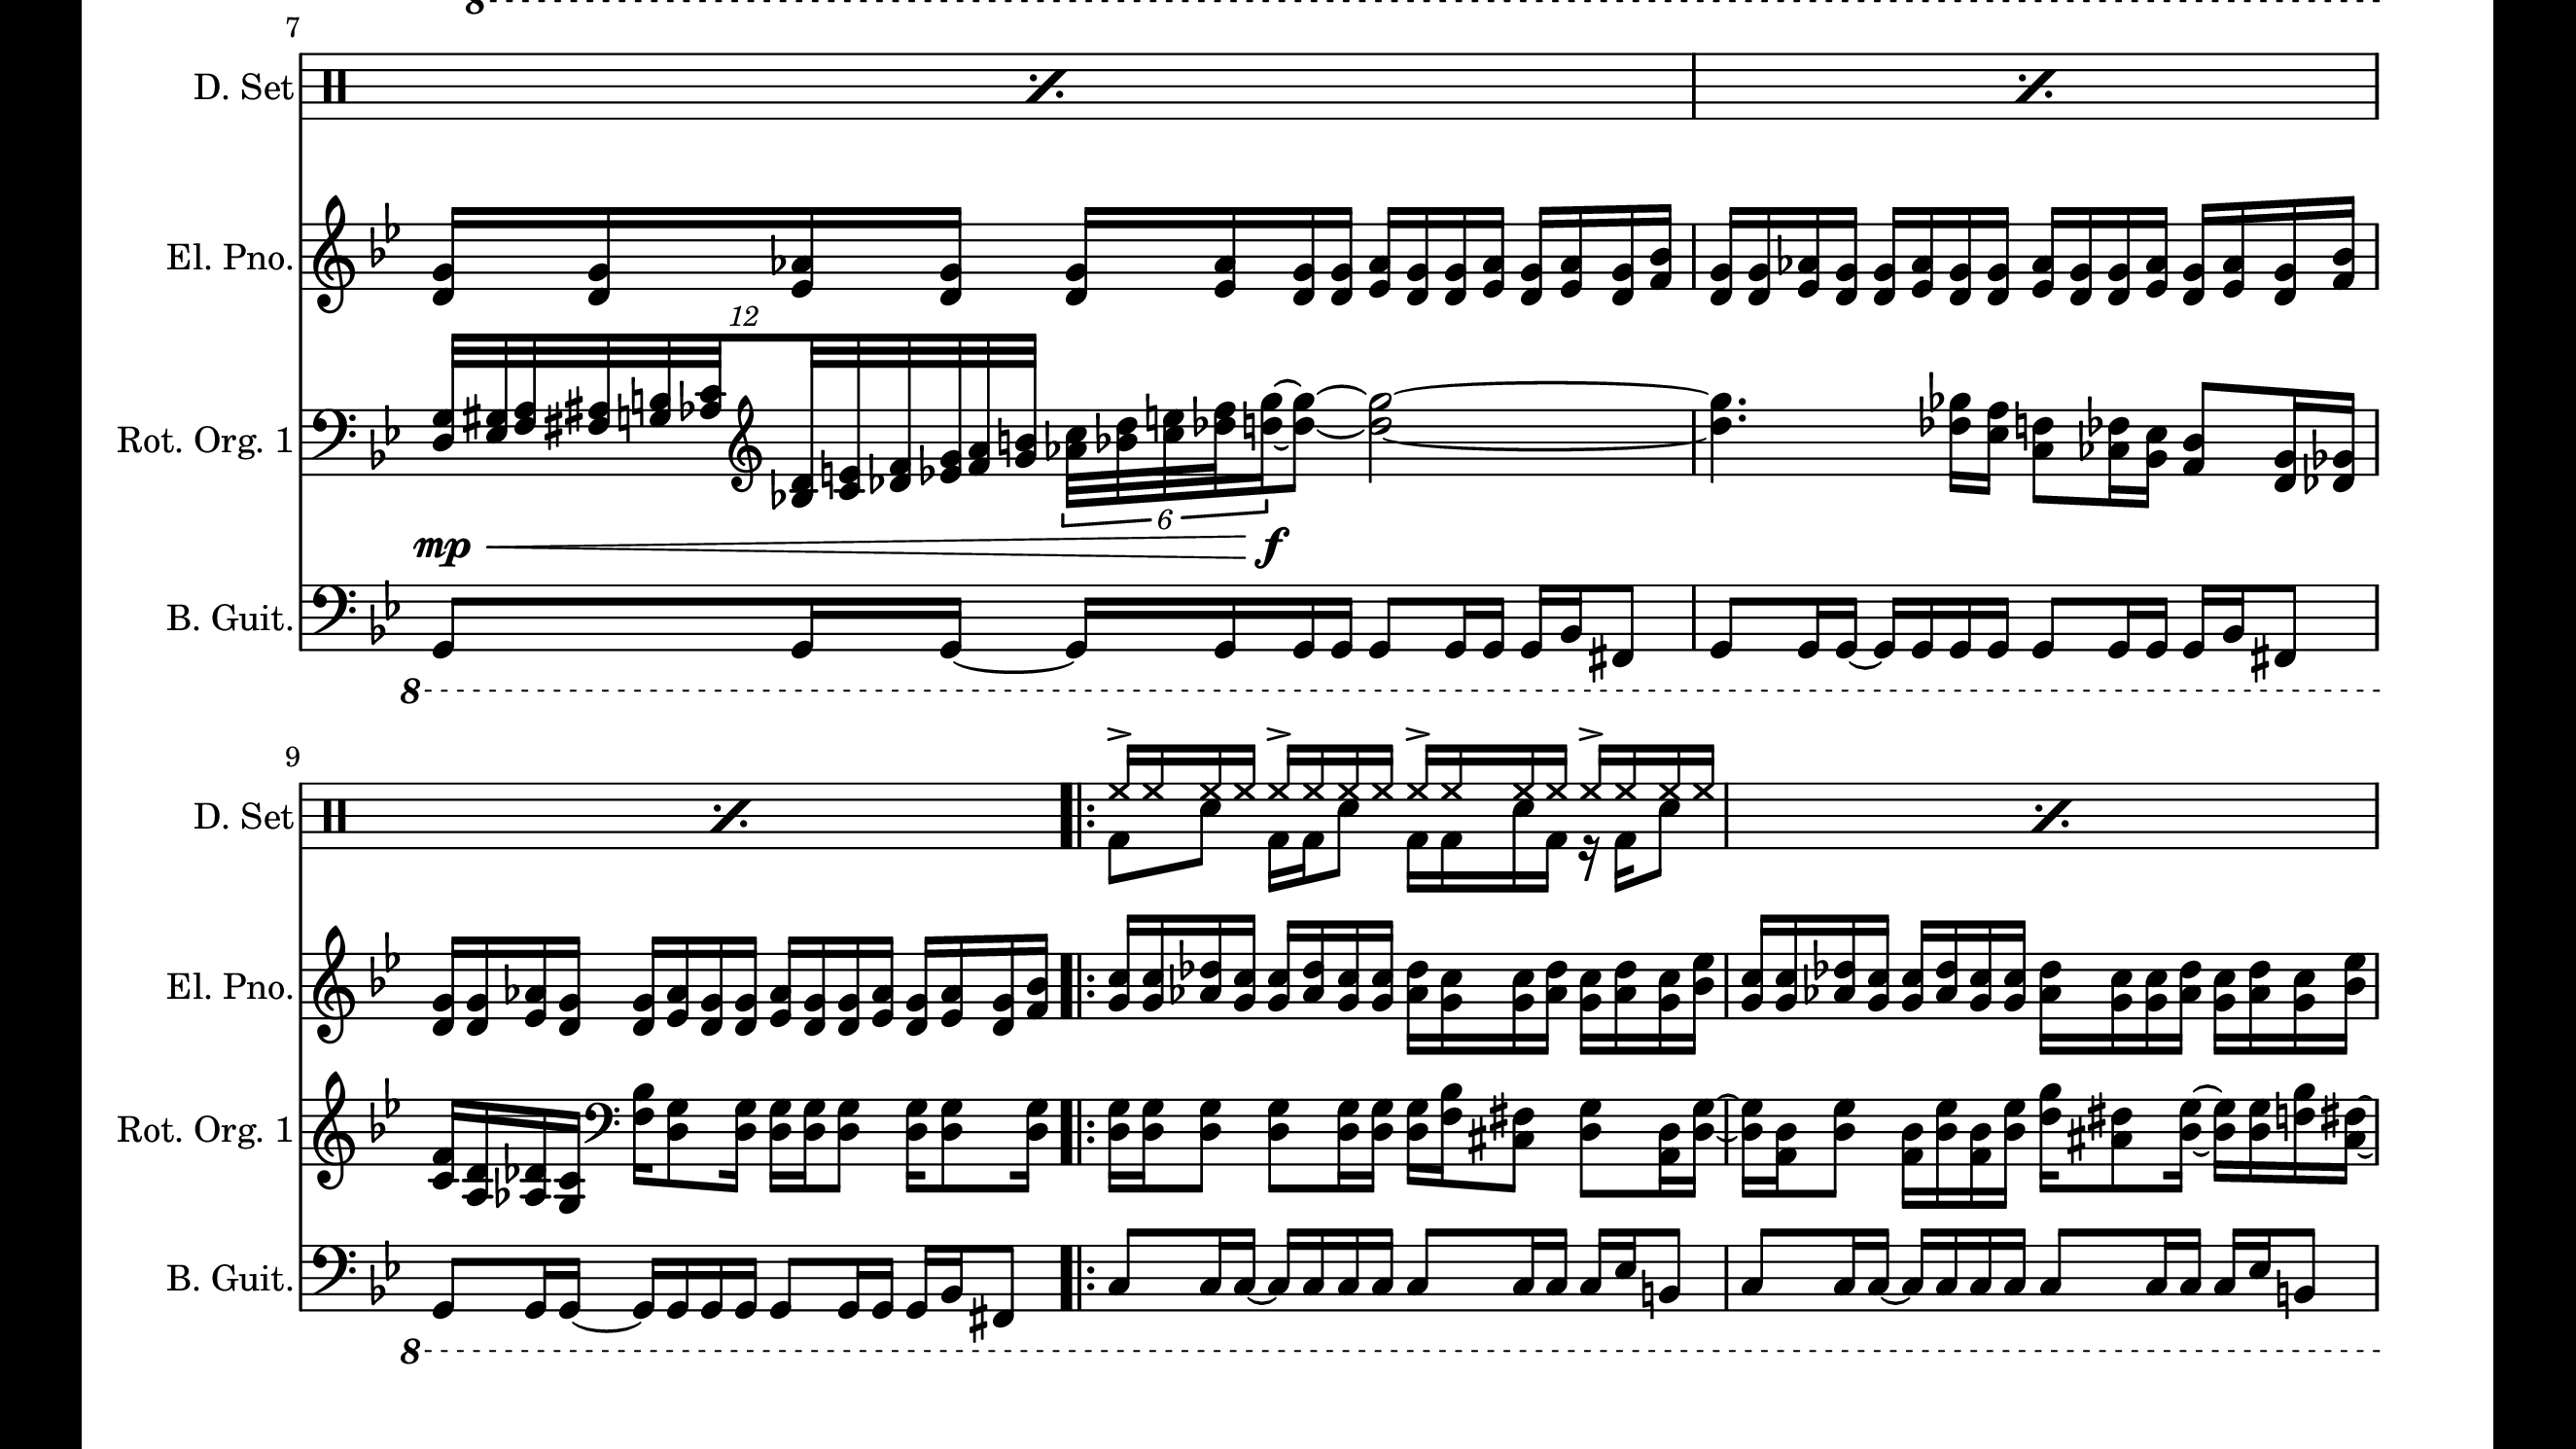 8
7
D. Set
El. Pno.
12
Rot. Org. 1
6
mp f
B. Guit.
8
9
D. Set
El. Pno.
Rot. Org. 1
B. Guit.
8